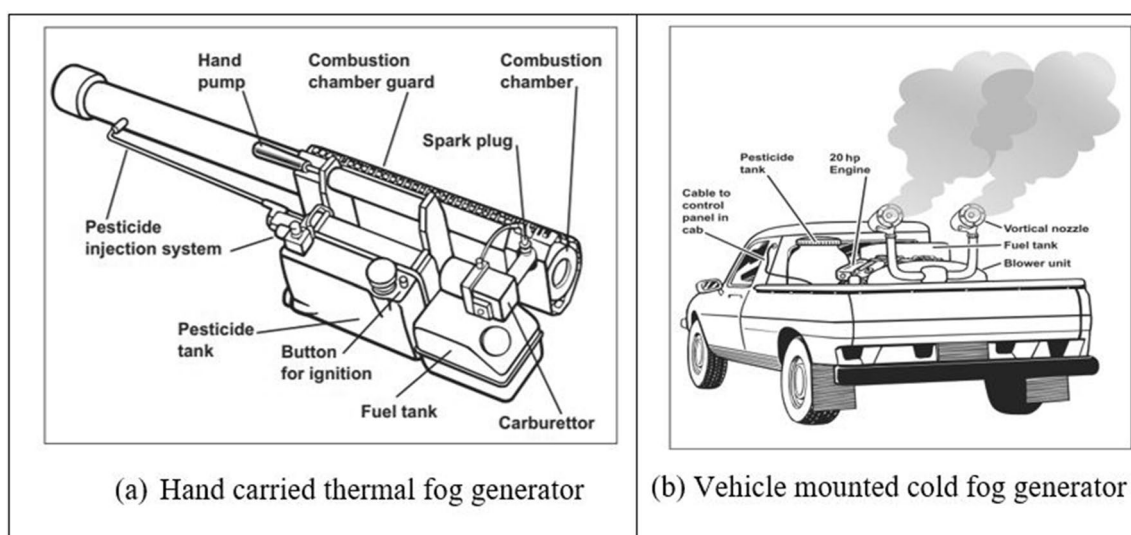 Hand
pump
Combustion
chamber guard
Combustion
chamber
Spark plug
Pesticide
injection system
Pesticide
tank
Button
for ignition
Fuel tank
Carburettor
(a) Hand carried thermal fog generator
Pesticide
tank
20 hp
Engine
Cable to
control
panel in
cab
Vortical nozzle
Fuel tank
Blower unit
(b) Vehicle mounted cold fog generator